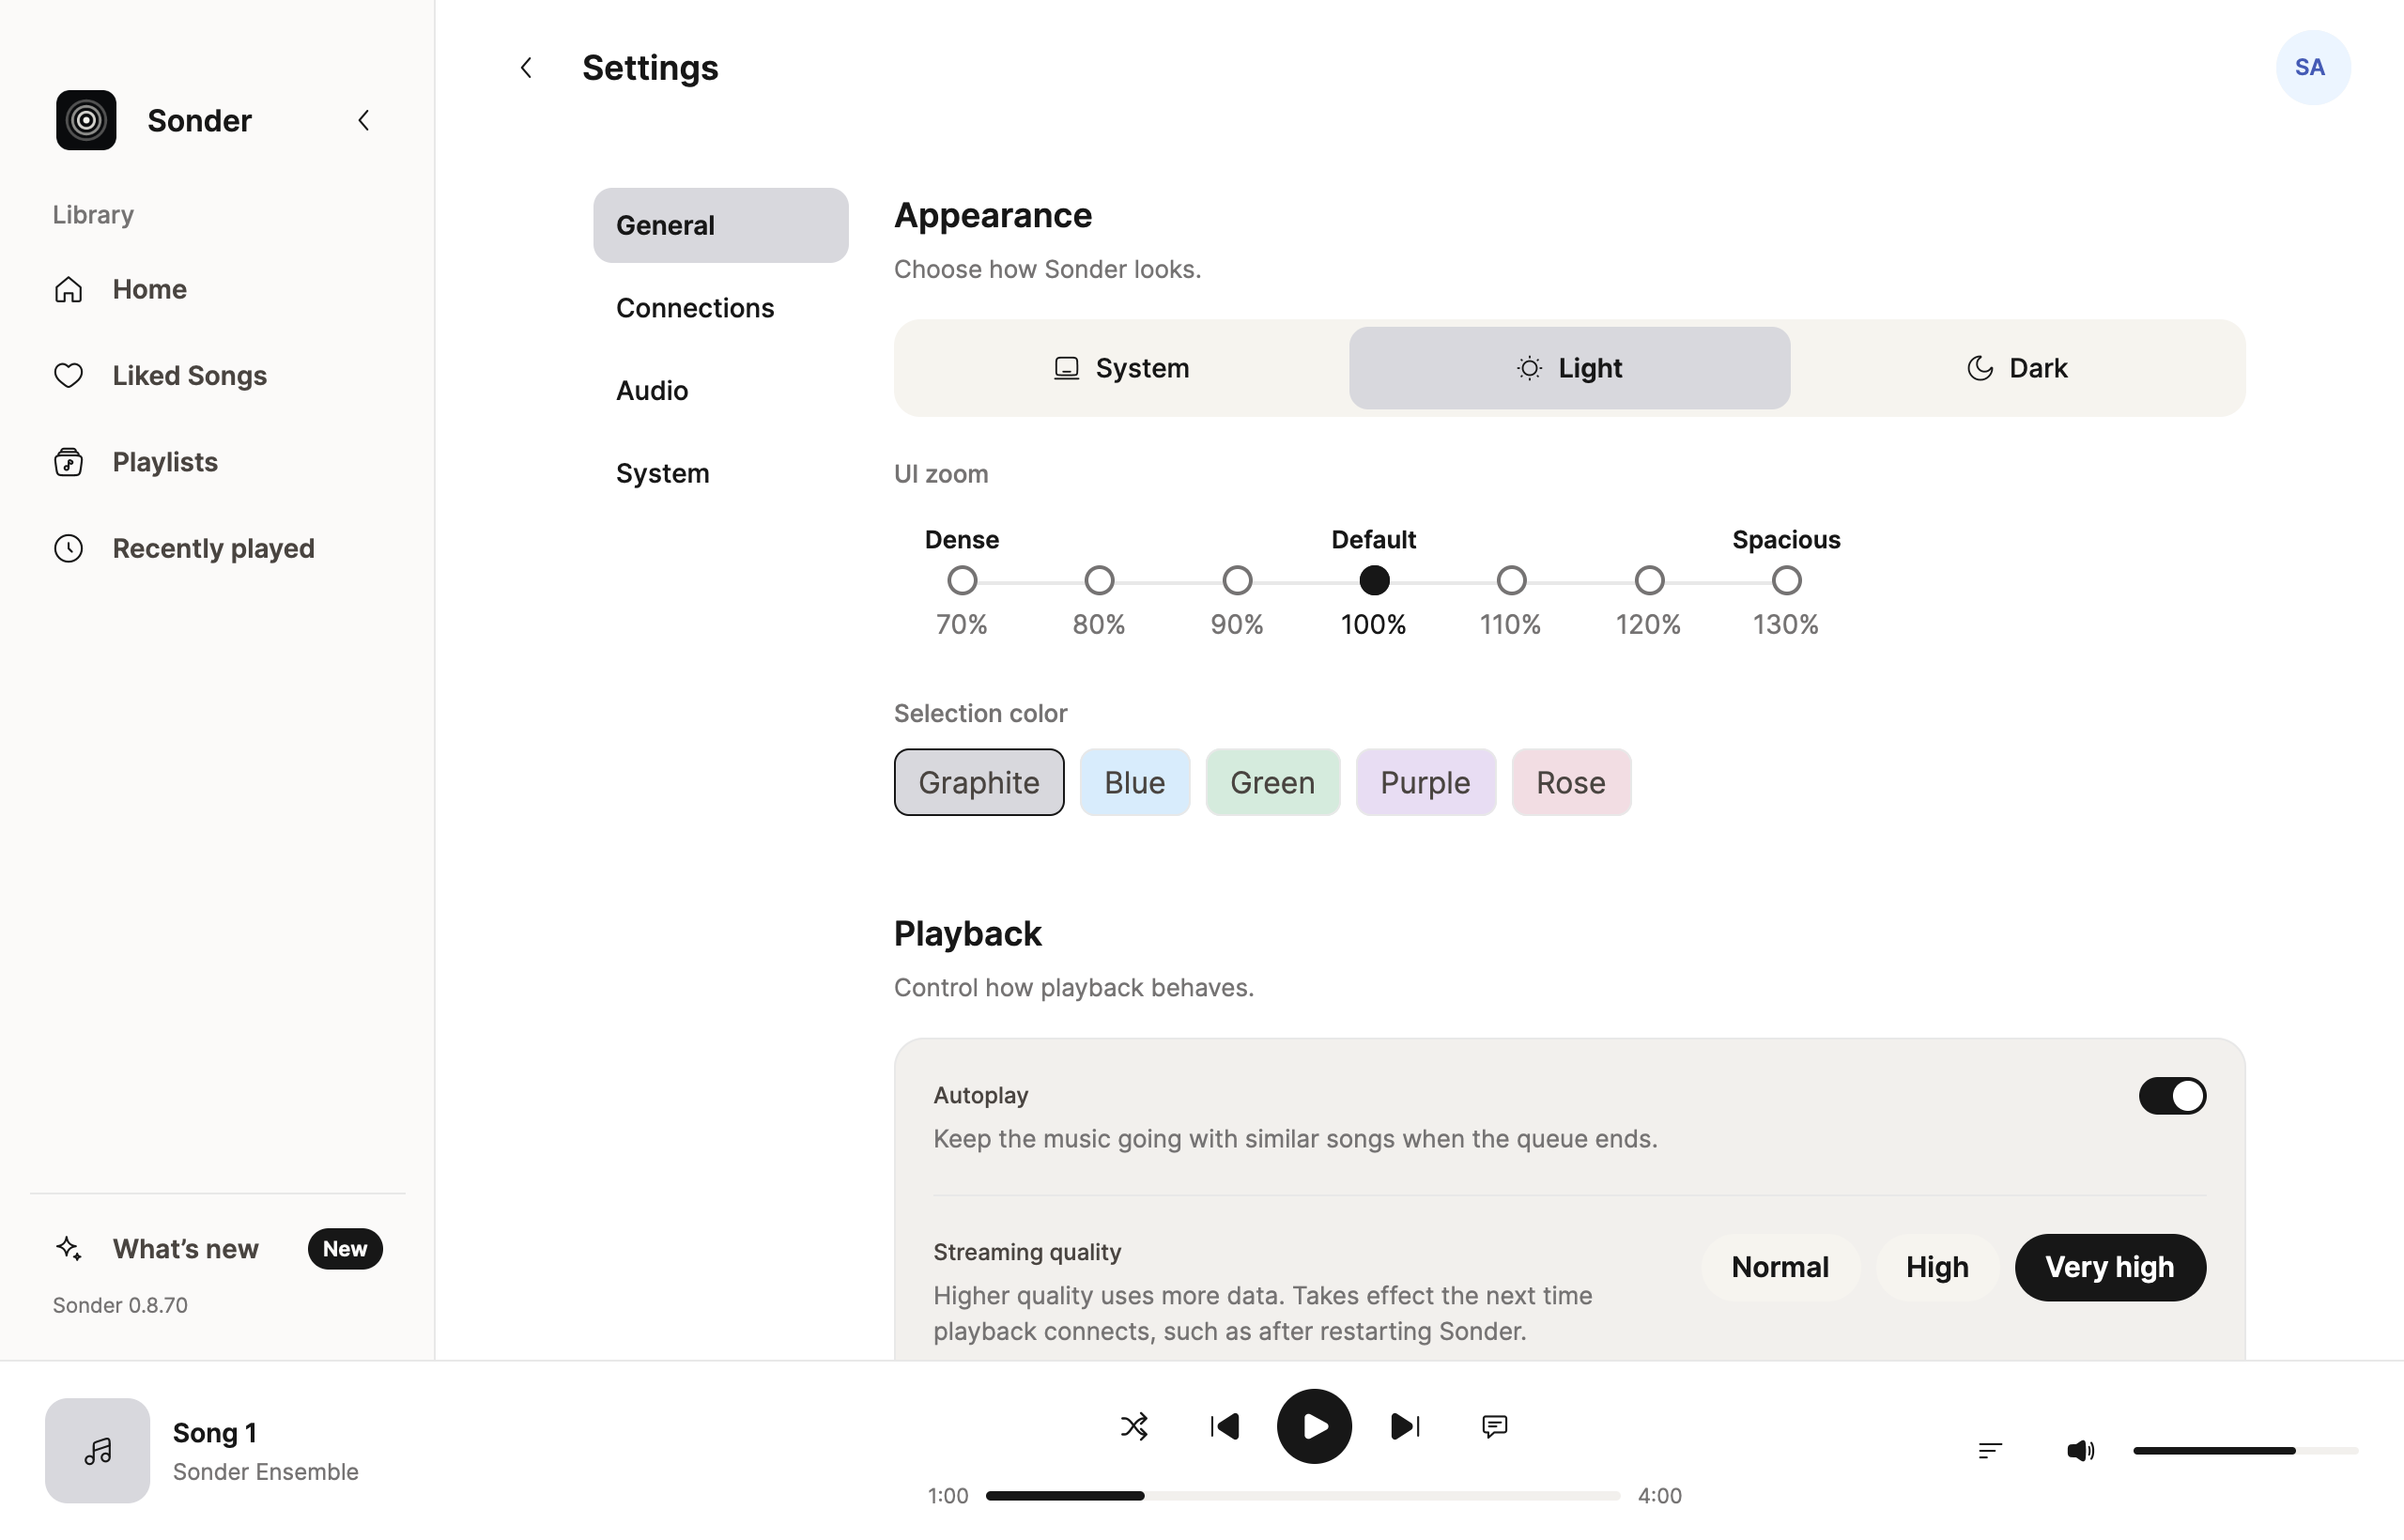 Sonder
Library
Home
Liked Songs
Playlists
Recently played
What’s new
New
Sonder 0.8.70
Settings
SA
General
Connections
Audio
System
Appearance
Choose how Sonder looks.
System
Light
Dark
UI zoom
Dense
Default
Spacious
70%
80%
90%
100%
110%
120%
130%
Selection color
Graphite
Blue
Green
Purple
Rose
Playback
Control how playback behaves.
Autoplay
Keep the music going with similar songs when the queue ends.
Streaming quality
Higher quality uses more data. Takes effect the next time
playback connects, such as after restarting Sonder.
Normal
High
Very high
Song 1
Sonder Ensemble
1:00
4:00